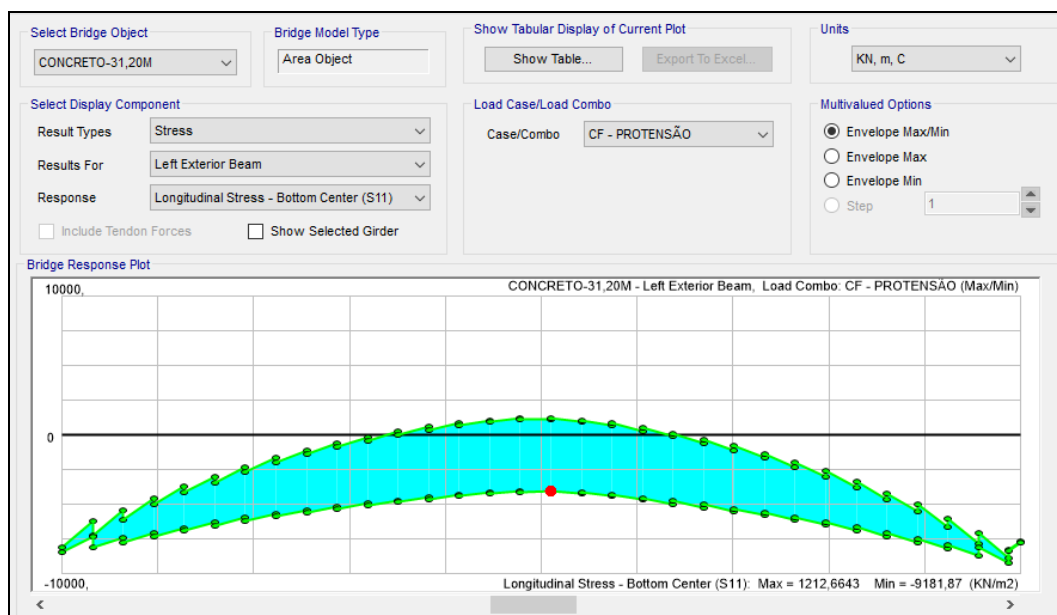 Select Bridge Object
CONCRETO-31,20M
Bridge Model Type
Area Object
Show Tabular Display of Current Plot
Show Table...
Export To Excel...
Units
KN, m, C
Select Display Component
Result Types
Stress
Results For
Left Exterior Beam
Response
Longitudinal Stress - Bottom Center (S11)
Include Tendon Forces
Show Selected Girder
Load Case/Load Combo
Case/Combo
CF - PROTENSÃO
Multivalued Options
Envelope Max/Min
Envelope Max
Envelope Min
Step
1
Bridge Response Plot
10000,
CONCRETO-31,20M - Left Exterior Beam, Load Combo: CF - PROTENSÃO (Max/Min)
0
-10000,
Longitudinal Stress - Bottom Center (S11): Max = 1212,6643 Min = -9181,87 (KN/m2)